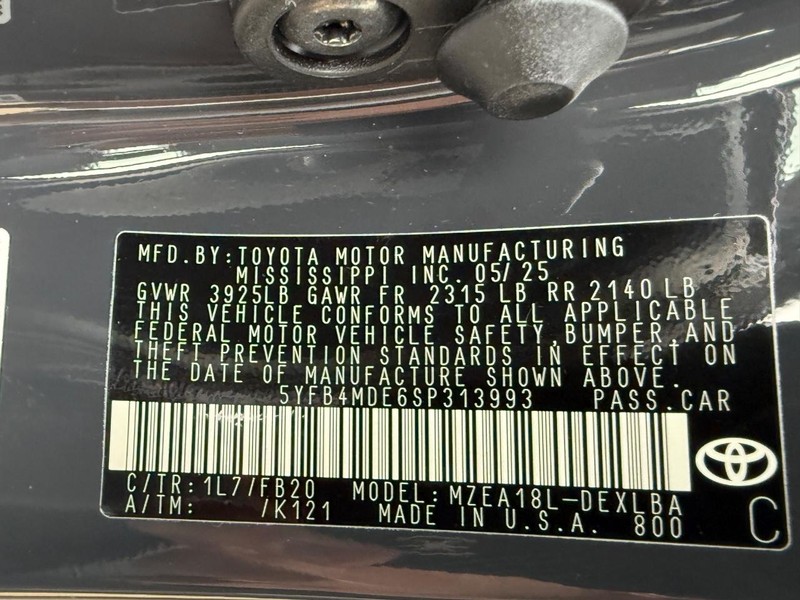 MFD.BY:TOYOTA MOTOR MANUFACTURING
MISSISSIPPI INC. 05/25
GVWR 3925LB GAWR FR 2315 LB RR 2140 LB
THIS VEHICLE CONFORMS TO ALL APPLICABLE
FEDERAL MOTOR VEHICLE SAFETY,BUMPER,AND
THEFT PREVENTION STANDARDS IN EFFECT ON
THE DATE OF MANUFACTURE SHOWN ABOVE.
5YFB4MDE6SP313993 PASS.CAR
C/TR:1L7/FB20 MODEL:MZEA18L-DEXLBA
A/TM: /K121 MADE IN U.S.A. 800
C